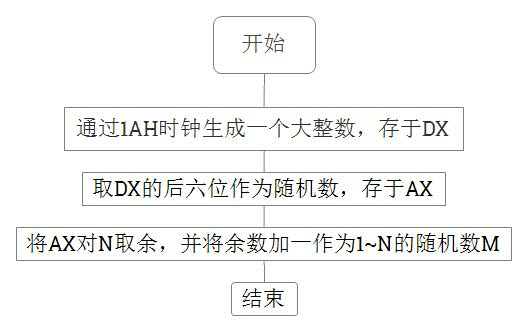 开始
通过1AH时钟生成一个大整数，存于DX
取DX的后六位作为随机数，存于AX
将AX对N取余，并将余数加一作为1~N的随机数M
结束